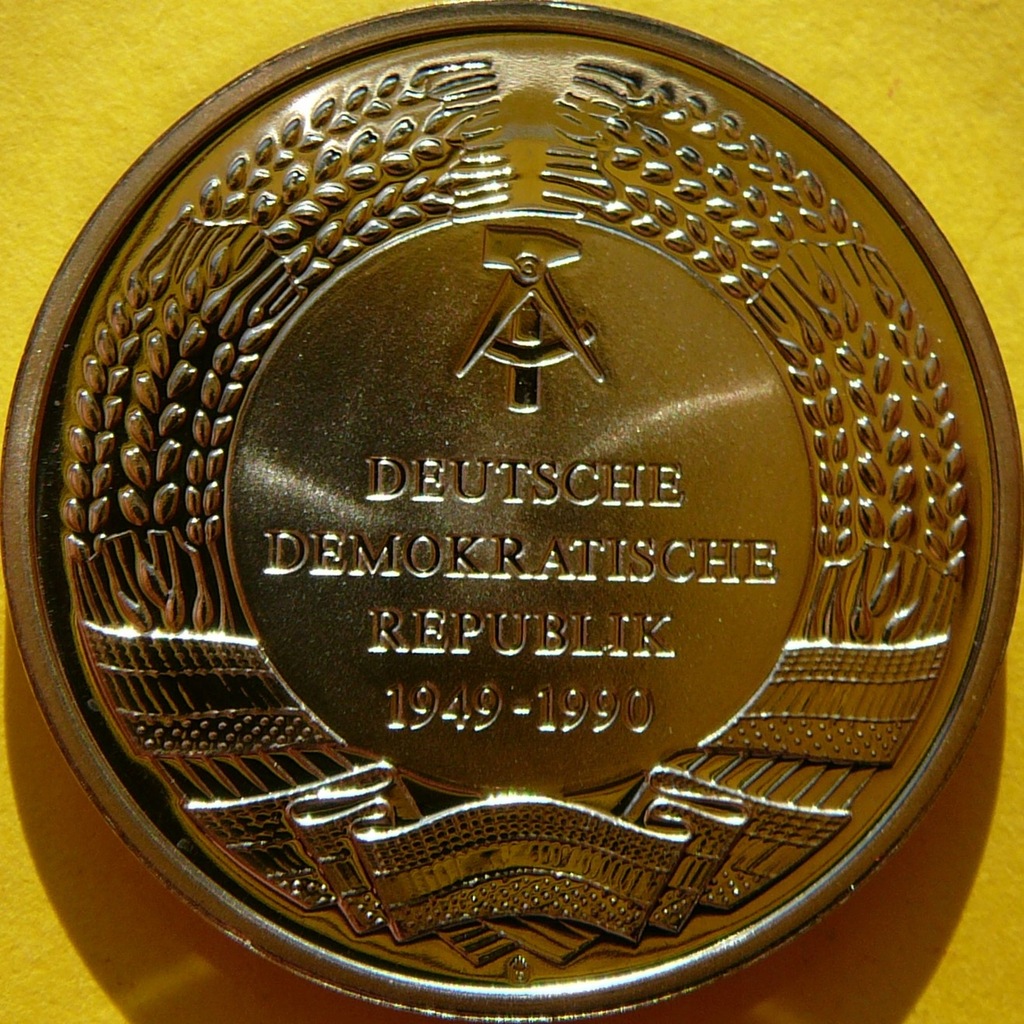 DEUTSCHE
DEMOKRATISCHE
REPUBLIK
1949-1990